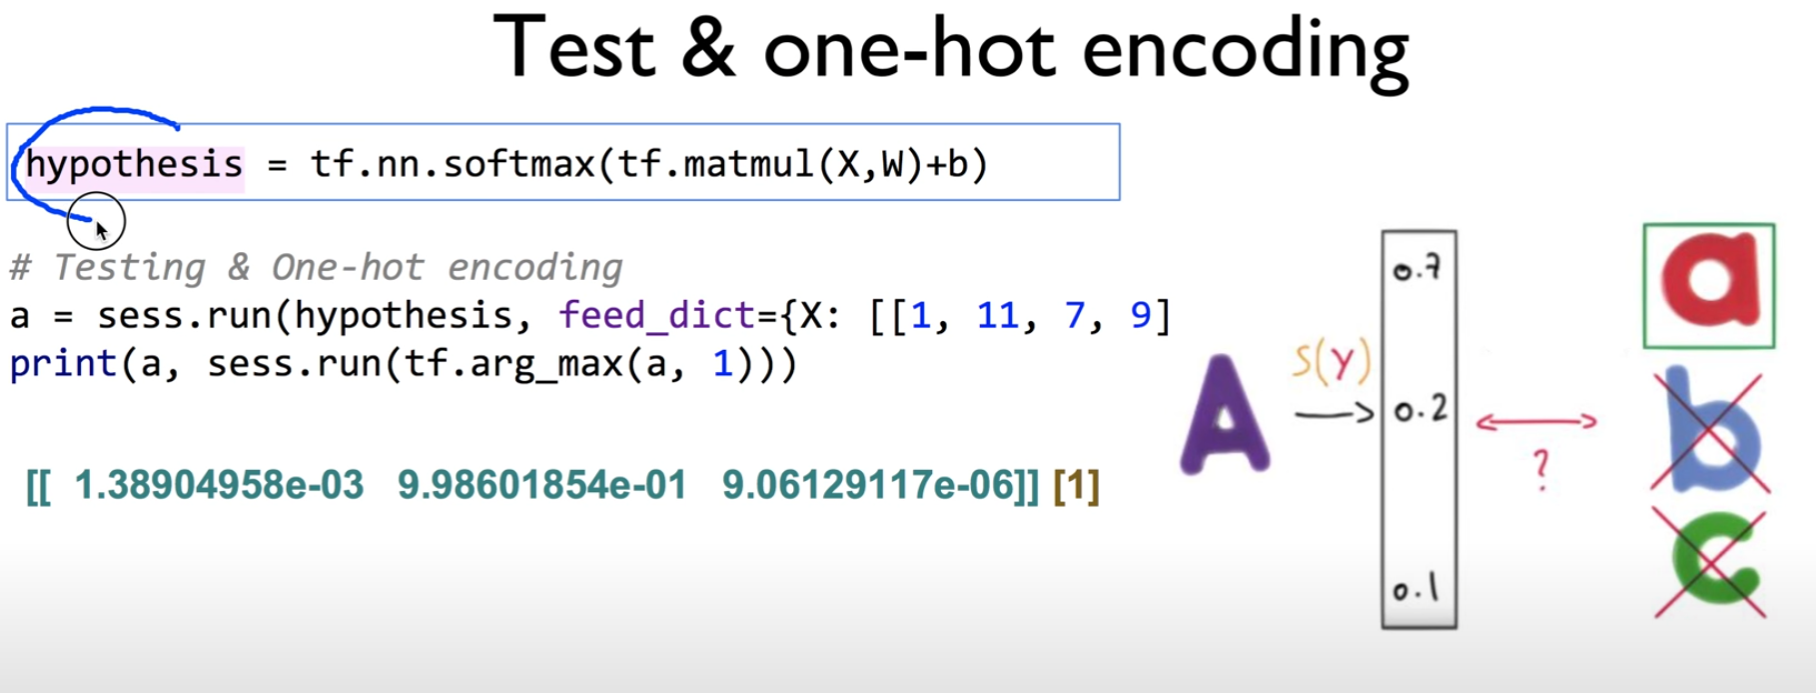 Test & one-hot encoding
hypothesis = tf.nn.softmax(tf.matmul(X,W)+b)
# Testing & One-hot encoding
a = sess.run(hypothesis, feed_dict={X: [[1, 11, 7, 9]
print(a, sess.run(tf.arg_max(a, 1)))
[[ 1.38904958e-03 9.98601854e-01 9.06129117e-06]] [1]
A
S(Y)
0.7
0.2
0.1
?
a
b
c